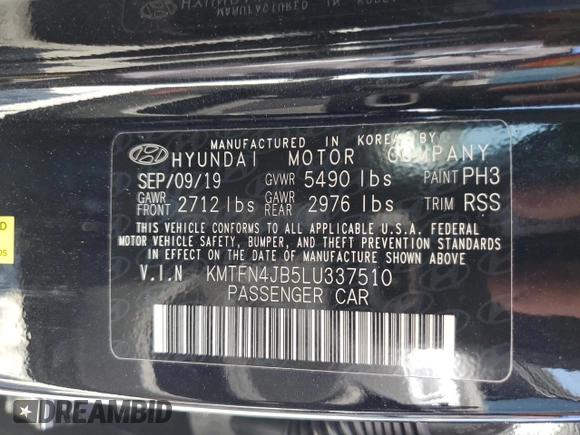 MANUFACTURED IN KOREA BY
HYUNDAI MOTOR COMPANY
SEP/09/19 GVWR 5490 lbs PAINT PH3
GAWR FRONT 2712 lbs GAWR REAR 2976 lbs TRIM RSS
THIS VEHICLE CONFORMS TO ALL APPLICABLE U.S.A. FEDERAL
MOTOR VEHICLE SAFETY, BUMPER, AND THEFT PREVENTION STANDARDS
IN EFFECT ON THE DATE OF MANUFACTURE SHOWN ABOVE.
V.I.N KMTFN4JB5LU337510
PASSENGER CAR
DREAMBID